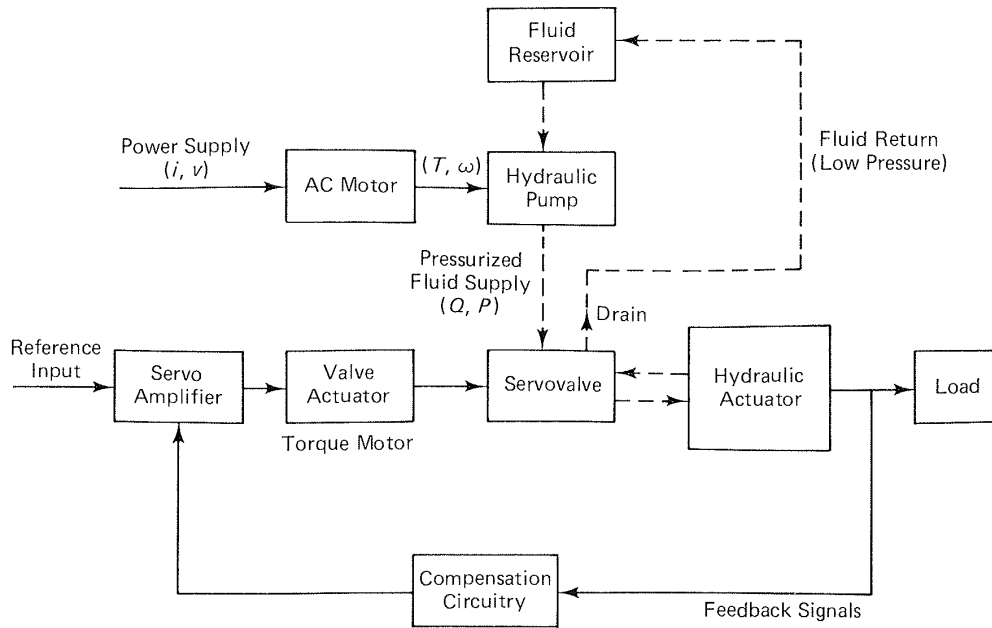 Fluid
Reservoir
Fluid Return
(Low Pressure)
Power Supply
(i, v)
AC Motor
(T, ω)
Hydraulic
Pump
Pressurized
Fluid Supply
(Q, P)
Drain
Reference
Input
Servo
Amplifier
Valve
Actuator
Torque Motor
Servovalve
Hydraulic
Actuator
Load
Compensation
Circuitry
Feedback Signals